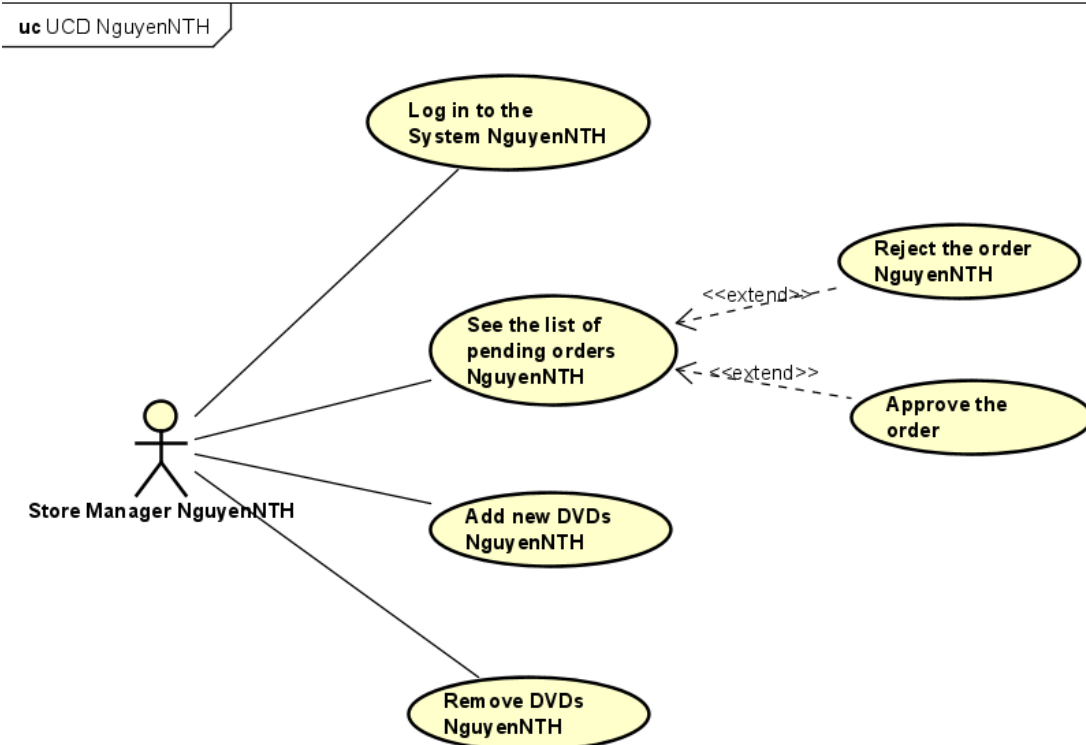 uc UCD NguyenNTH
Log in to the
System NguyenNTH
Reject the order
NguyenNTH
<<extend>>
See the list of
pending orders
NguyenNTH
<<extend>>
Approve the
order
Store Manager NguyenNTH
Add new DVDs
NguyenNTH
Remove DVDs
NguyenNTH